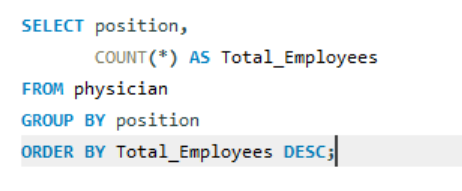 SELECT position,
COUNT(*) AS Total_Employees
FROM physician
GROUP BY position
ORDER BY Total_Employees DESC;